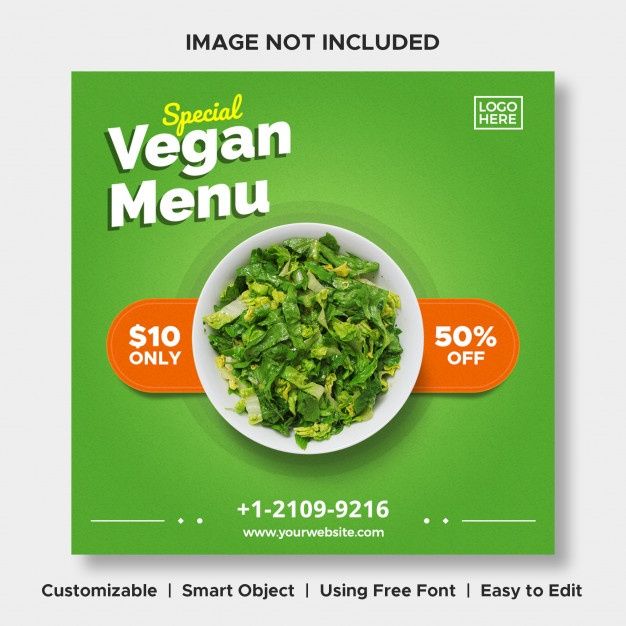 IMAGE NOT INCLUDED
Special
Vegan
Menu
LOGO
HERE
$10
ONLY
50%
OFF
+1-2109-9216
www.yourwebsite.com
Customizable | Smart Object | Using Free Font | Easy to Edit